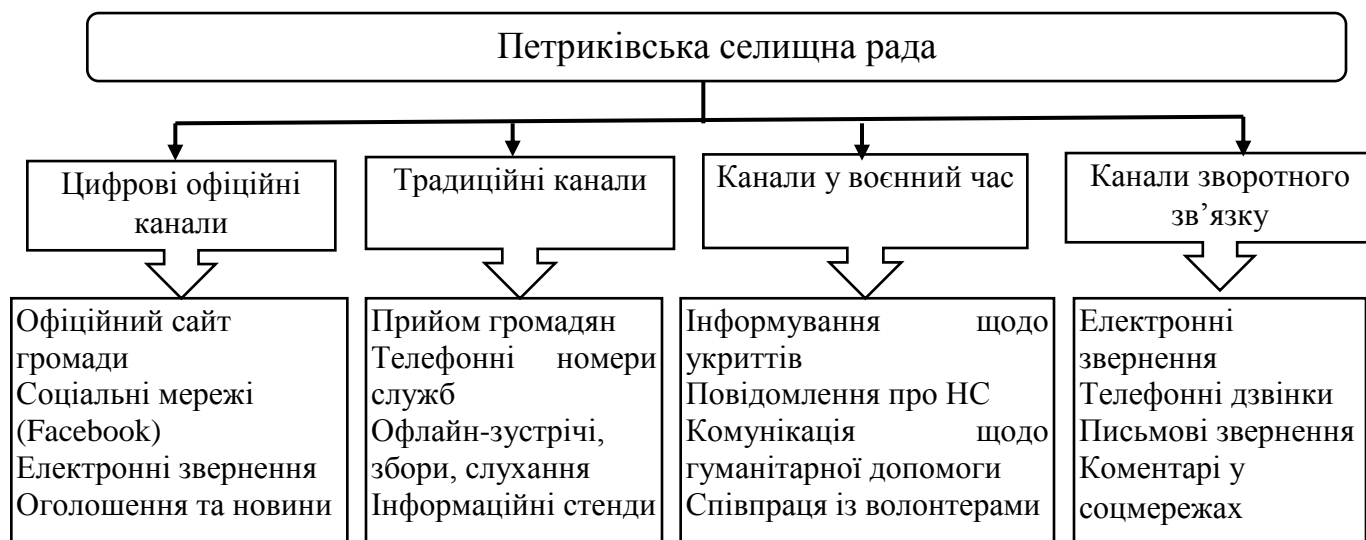 Петриківська селищна рада
Цифрові офіційні
канали
Традиційні канали
Канали у воєнний час
Канали зворотного
зв’язку
Офіційний сайт
громади
Соціальні мережі
(Facebook)
Електронні звернення
Оголошення та новини
Прийом громадян
Телефонні номери
служб
Офлайн-зустрічі,
збори, слухання
Інформаційні стенди
Інформування щодо
укриттів
Повідомлення про НС
Комунікація щодо
гуманітарної допомоги
Співпраця із волонтерами
Електронні
звернення
Телефонні дзвінки
Письмові звернення
Коментарі у
соцмережах